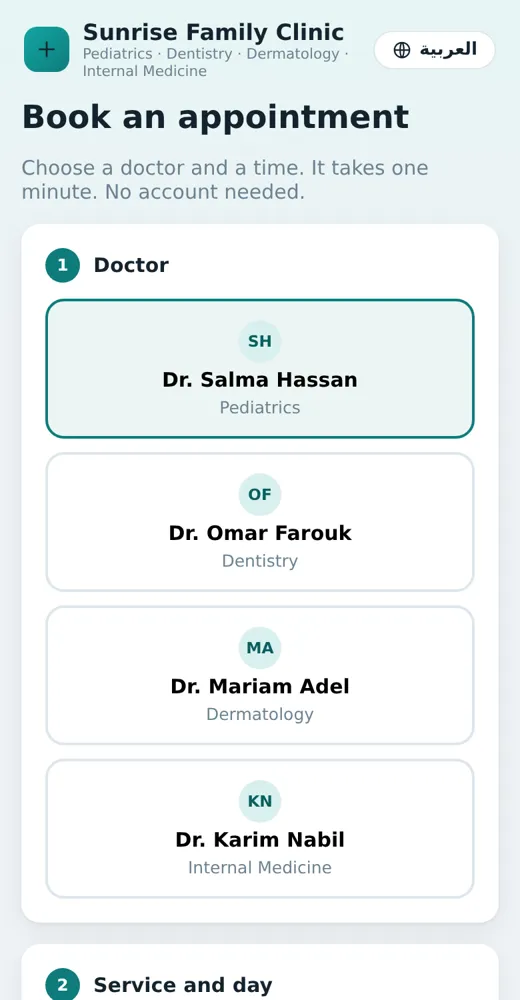 Sunrise Family Clinic
Pediatrics · Dentistry · Dermatology ·
Internal Medicine
العربية
Book an appointment
Choose a doctor and a time. It takes one
minute. No account needed.
1 Doctor
SH
Dr. Salma Hassan
Pediatrics
OF
Dr. Omar Farouk
Dentistry
MA
Dr. Mariam Adel
Dermatology
KN
Dr. Karim Nabil
Internal Medicine
2 Service and day